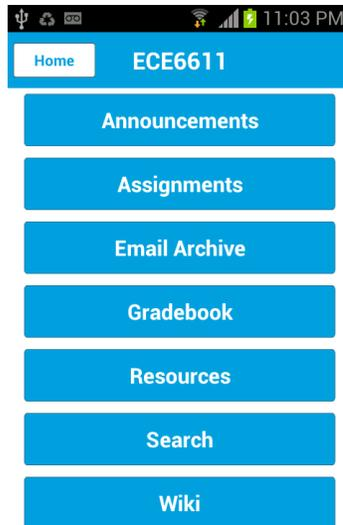 11:03 PM
Home ECE6611
Announcements
Assignments
Email Archive
Gradebook
Resources
Search
Wiki